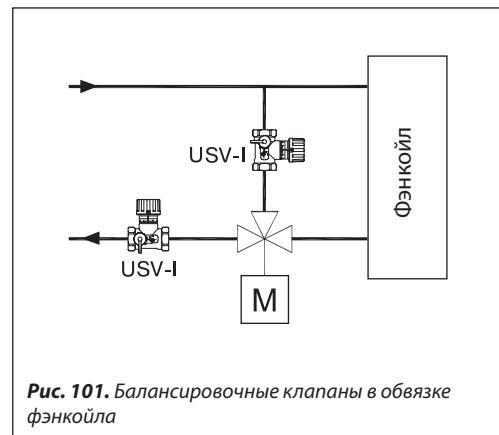 USV-I
Фэнкойл
USV-I
M
Рис. 101. Балансировочные клапаны в обвязке
фэнкойла